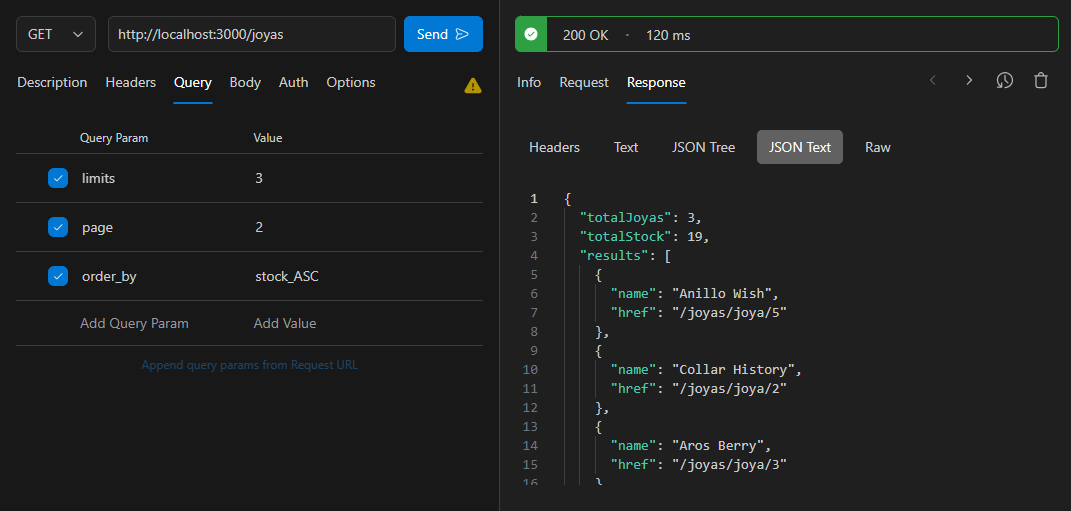 GET
http://localhost:3000/joyas
Send
Description Headers Query Body Auth Options
Query Param Value
limits 3
page 2
order_by stock_ASC
Add Query Param Add Value
Append query params from Request URL
200 OK · 120 ms
Info Request Response
Headers Text JSON Tree JSON Text Raw
1 {
2 "totalJoyas": 3,
3 "totalStock": 19,
4 "results": [
5 {
6 "name": "Anillo Wish",
7 "href": "/joyas/joya/5"
8 },
9 {
10 "name": "Collar History",
11 "href": "/joyas/joya/2"
12 },
13 {
14 "name": "Aros Berry",
15 "href": "/joyas/joya/3"
16 }